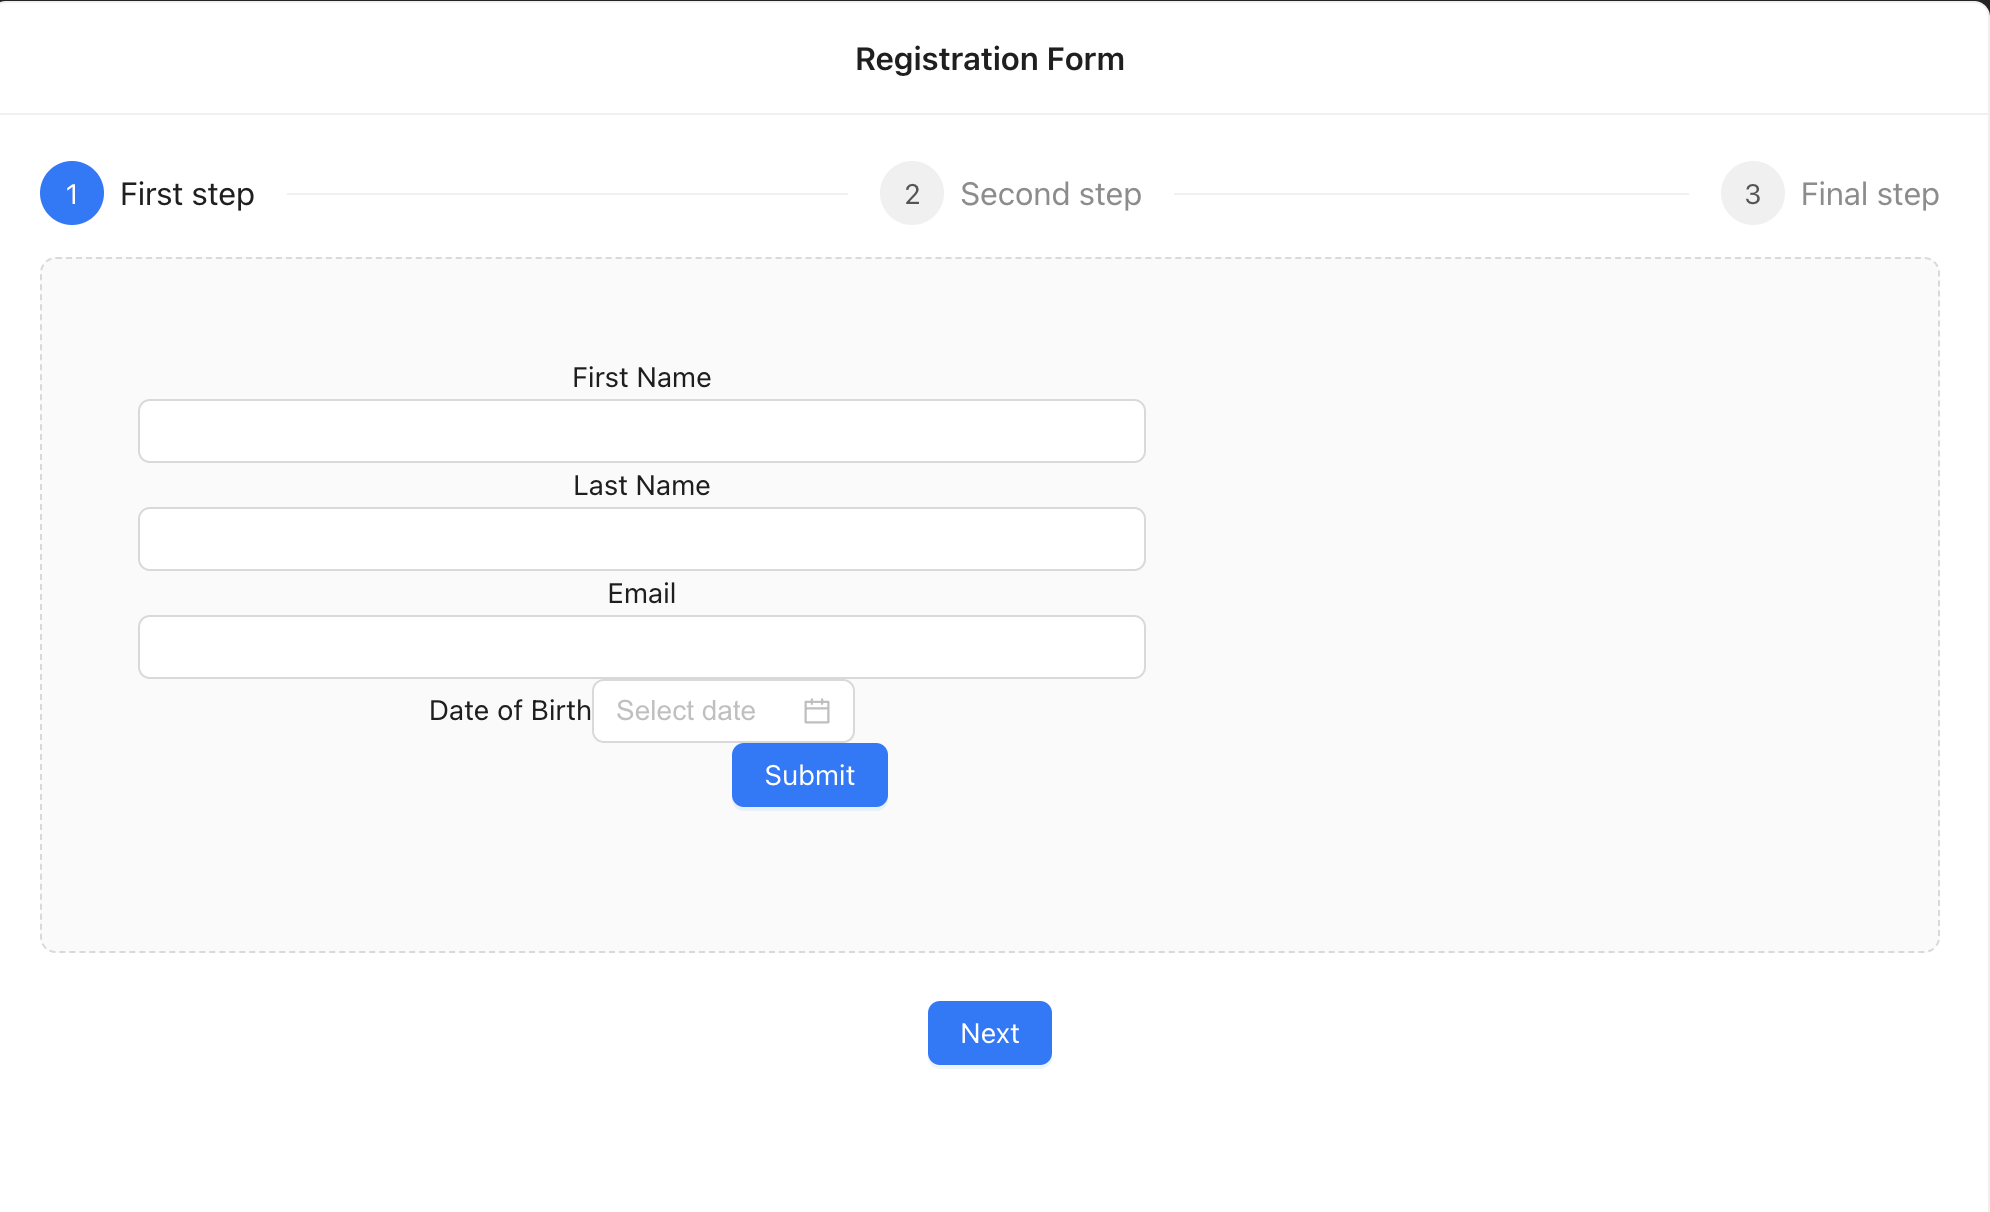 Registration Form
1 First step 2 Second step 3 Final step
First Name
Last Name
Email
Date of Birth Select date
Submit
Next